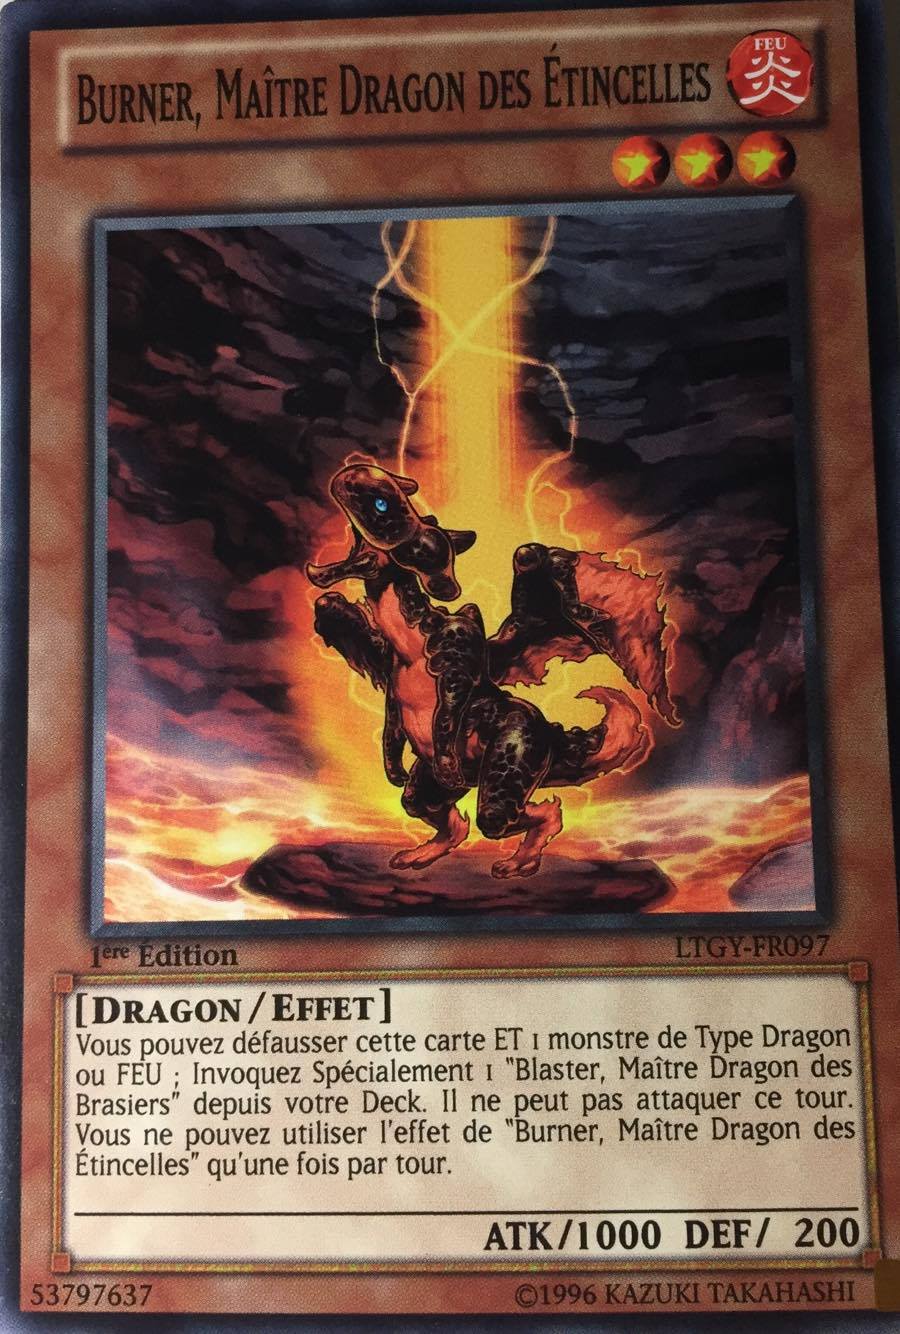 BURNER, MAÎTRE DRAGON DES ÉTINCELLES
FEU
炎
1ère Édition
LTGY-FR097
[DRAGON/EFFET]
Vous pouvez défausser cette carte ET 1 monstre de Type Dragon
ou FEU ; Invoquez Spécialement 1 "Blaster, Maître Dragon des
Brasiers" depuis votre Deck. Il ne peut pas attaquer ce tour.
Vous ne pouvez utiliser l'effet de "Burner, Maître Dragon des
Étincelles" qu'une fois par tour.
ATK/1000 DEF/ 200
53797637
©1996 KAZUKI TAKAHASHI